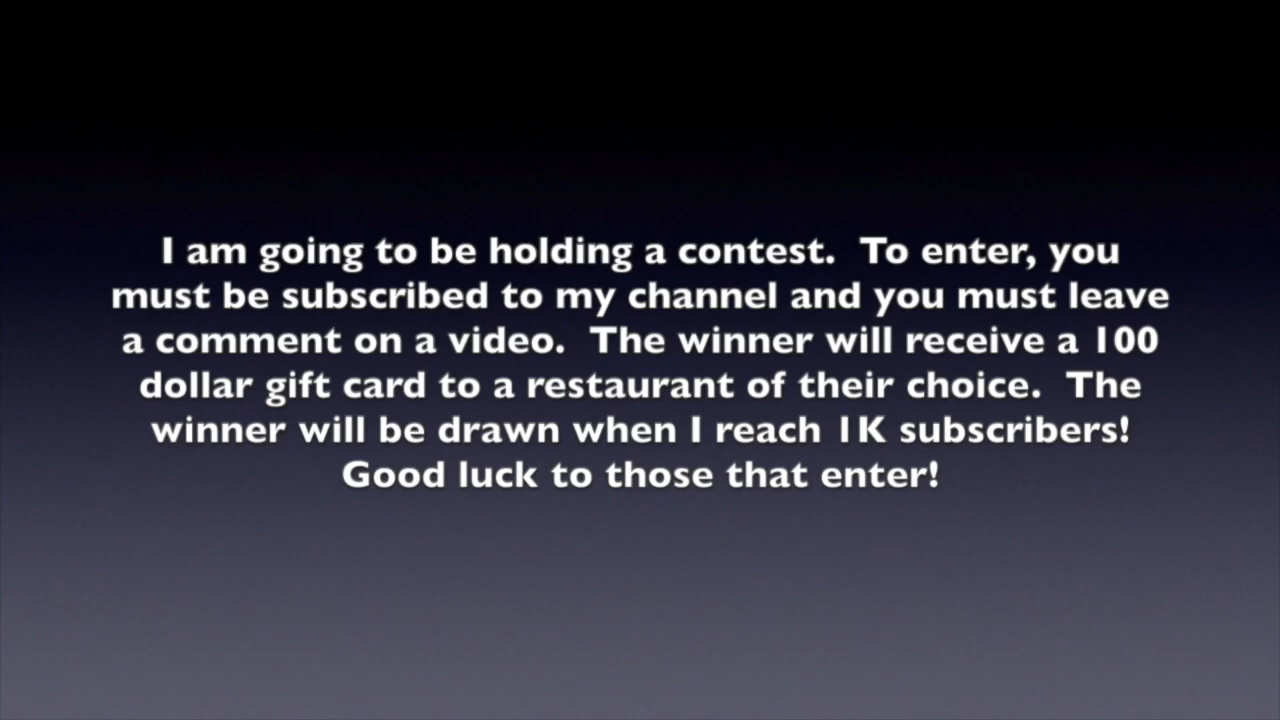 I am going to be holding a contest.  To enter, you
must be subscribed to my channel and you must leave
a comment on a video.  The winner will receive a 100
dollar gift card to a restaurant of their choice.  The
winner will be drawn when I reach 1K subscribers!
Good luck to those that enter!